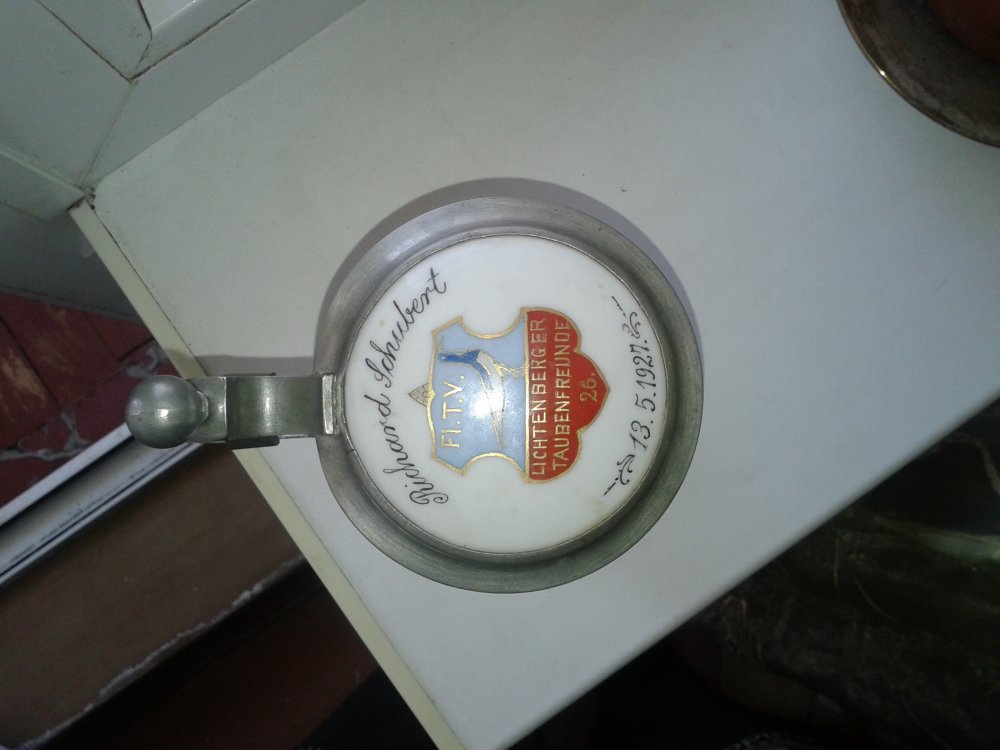 Richard Schubert
Fl.T.V.
LICHTENBERGER
TAUBENFREUNDE
26.
13.5.1927.